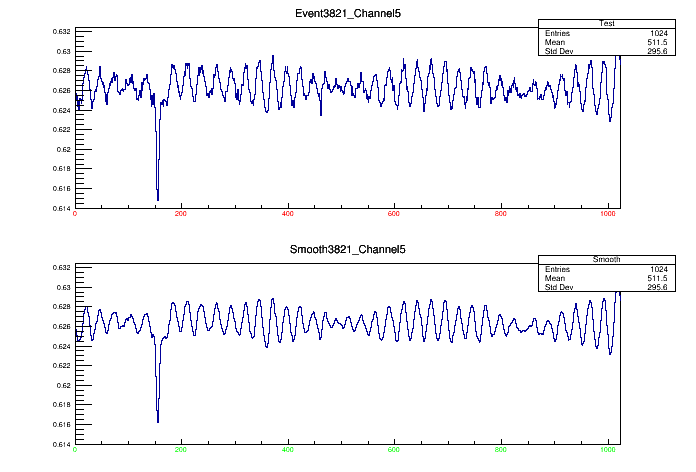 Event3821_Channel5
Test
Entries 1024
Mean 511.5
Std Dev 295.6
0.632
0.63
0.628
0.626
0.624
0.622
0.62
0.618
0.616
0.614
0 200 400 600 800 1000
Smooth3821_Channel5
Smooth
Entries 1024
Mean 511.5
Std Dev 295.6
0.632
0.63
0.628
0.626
0.624
0.622
0.62
0.618
0.616
0.614
0 200 400 600 800 1000